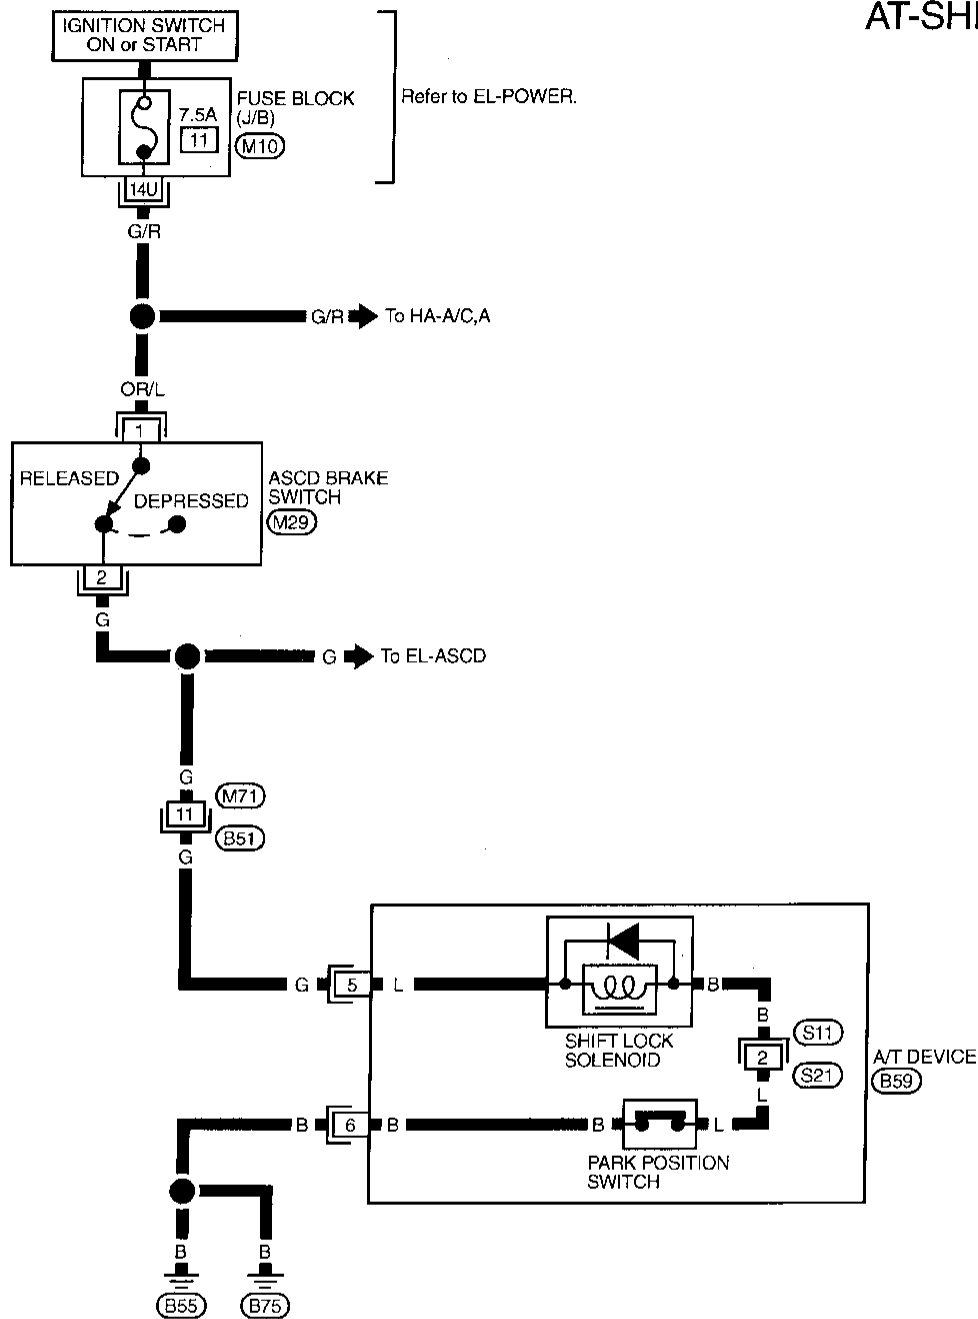 AT-SHI
IGNITION SWITCH
ON or START
FUSE BLOCK
(J/B)
7.5A
11
M10
Refer to EL-POWER.
14U
G/R
G/R
To HA-A/C,A
OR/L
1
RELEASED
DEPRESSED
ASCD BRAKE
SWITCH
M29
2
G
G
To EL-ASCD
G
M71
11
B51
G
G
5
L
B
B
SHIFT LOCK
SOLENOID
S11
2
S21
A/T DEVICE
B59
L
B
6
B
B
L
PARK POSITION
SWITCH
B
B
B55
B75